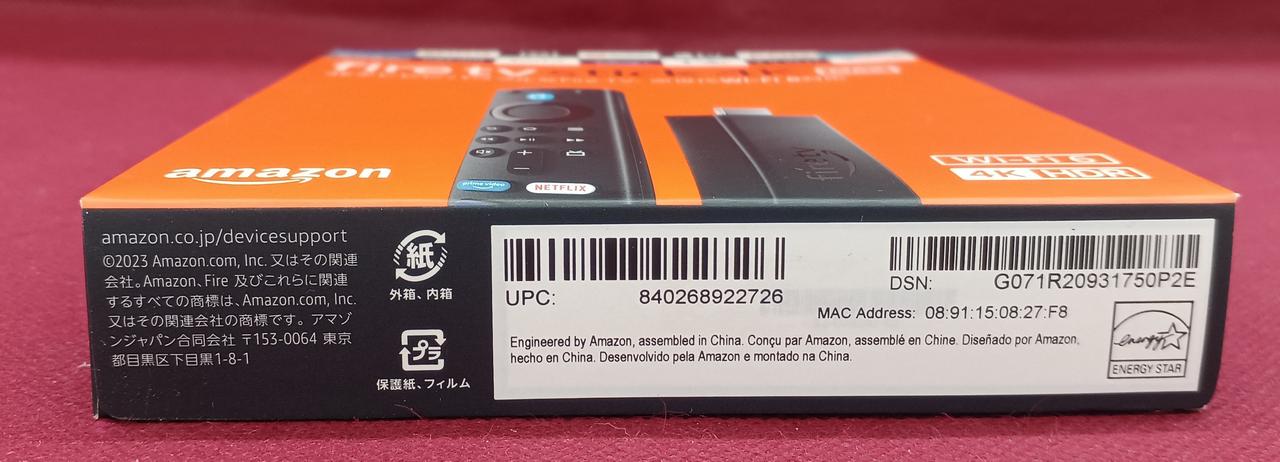 fire tv stick 4K
amazon
prime video
NETFLIX
fire tv
Wi-Fi 6
4K HDR
amazon.co.jp/devicesupport
©2023 Amazon.com, Inc. 又はその関連
会社。Amazon、Fire 及びこれらに関連
するすべての商標は、Amazon.com, Inc.
又はその関連会社の商標です。アマゾ
ンジャパン合同会社 〒153-0064 東京
都目黒区下目黒1-8-1
紙
外箱、内箱
プラ
保護紙、フィルム
UPC: 840268922726
DSN: G071R20931750P2E
MAC Address: 08:91:15:08:27:F8
Engineered by Amazon, assembled in China. Conçu par Amazon, assemblé en Chine. Diseñado por Amazon,
hecho en China. Desenvolvido pela Amazon e montado na China.
energy
ENERGY STAR